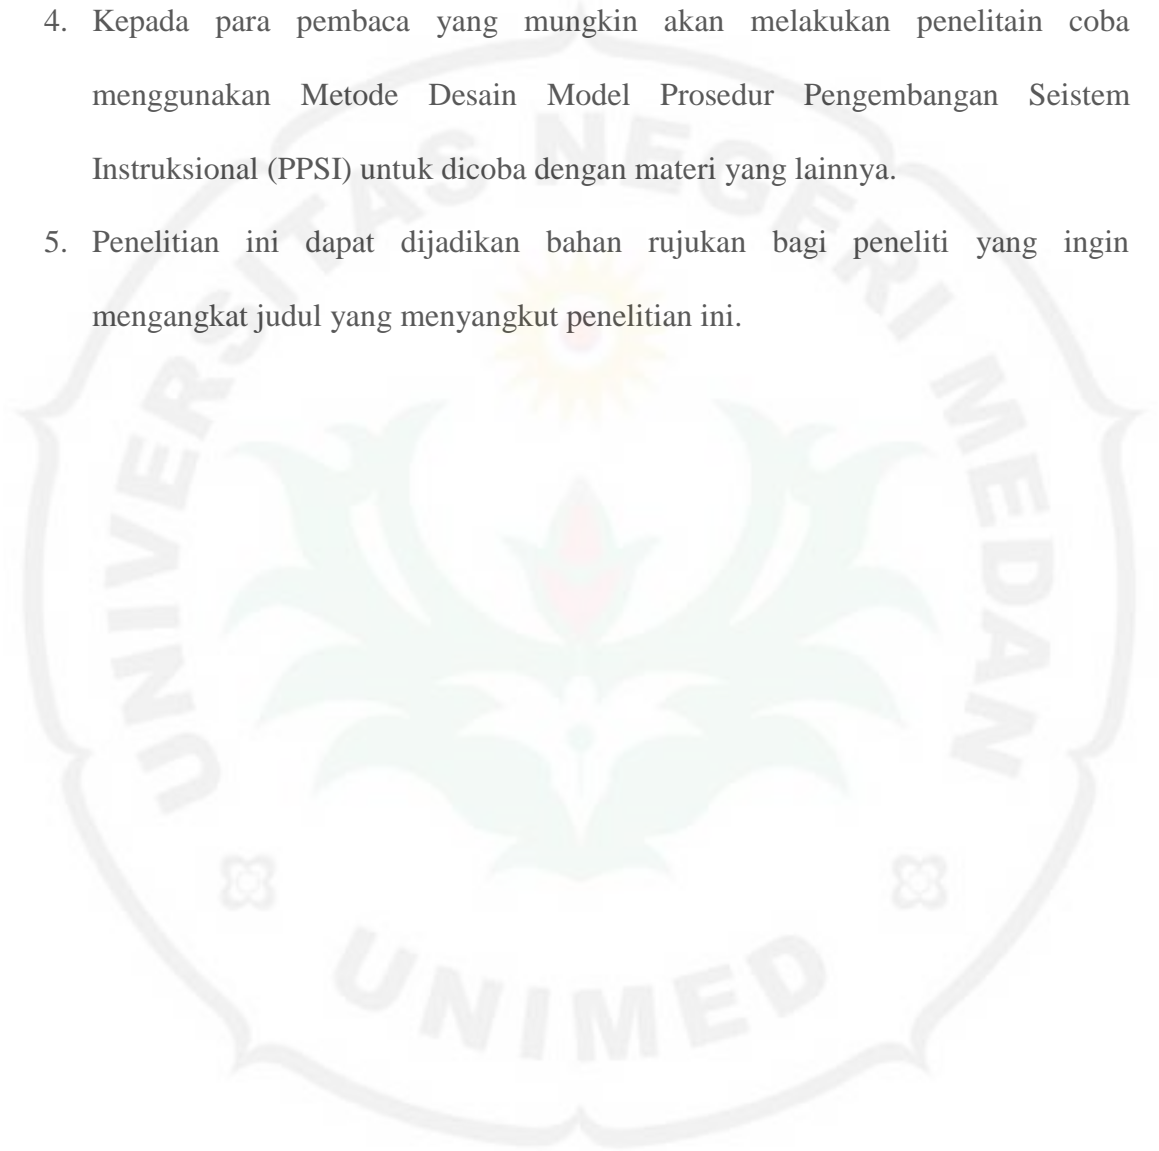 4. Kepada para pembaca yang mungkin akan melakukan penelitain coba
menggunakan Metode Desain Model Prosedur Pengembangan Seistem
Instruksional (PPSI) untuk dicoba dengan materi yang lainnya.
5. Penelitian ini dapat dijadikan bahan rujukan bagi peneliti yang ingin
mengangkat judul yang menyangkut penelitian ini.
UNIVERSITAS NEGERI MEDAN
UNIMED